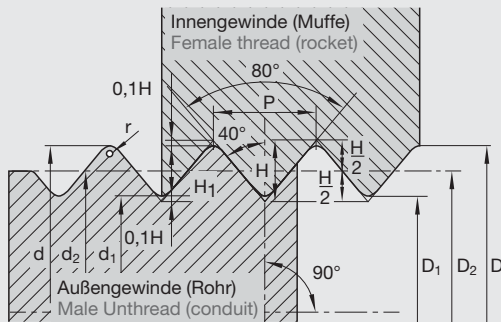 Innengewinde (Muffe)
Female thread (rocket)
0,1H
80°
P
r
40°
H
H/2
H₁
H/2
0,1H
d
d₂
d₁
D₁
D₂
D
90°
Außengewinde (Rohr)
Male Unthread (conduit)